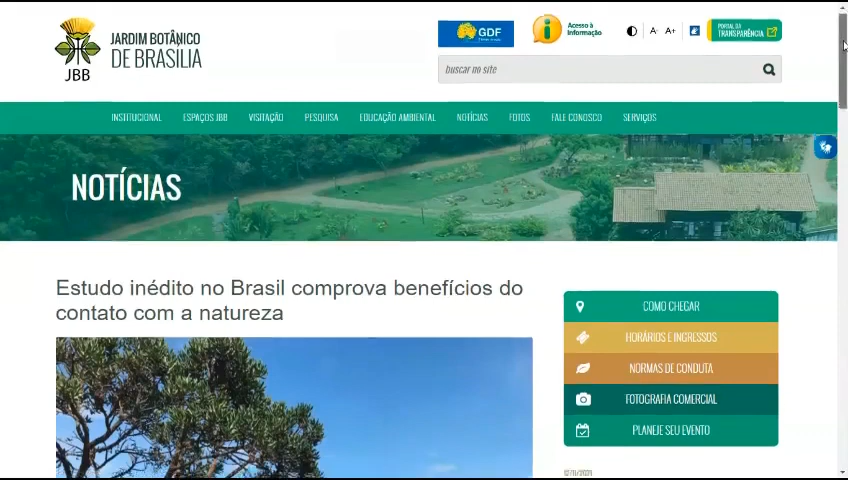 JARDIM BOTÂNICO
DE BRASÍLIA
JBB
GDF
Acesso à
Informação
A-
A+
PORTAL DA
TRANSPARÊNCIA
buscar no site
INSTITUCIONAL
ESPAÇOS JBB
VISITAÇÃO
PESQUISA
EDUCAÇÃO AMBIENTAL
NOTÍCIAS
FOTOS
FALE CONOSCO
SERVIÇOS
NOTÍCIAS
Estudo inédito no Brasil comprova benefícios do
contato com a natureza
COMO CHEGAR
HORÁRIOS E INGRESSOS
NORMAS DE CONDUTA
FOTOGRAFIA COMERCIAL
PLANEJE SEU EVENTO